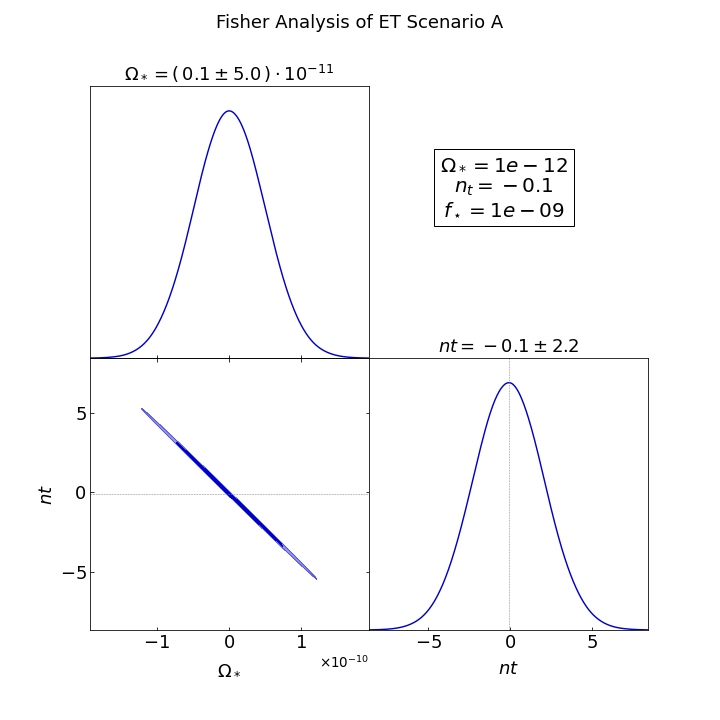 Fisher Analysis of ET Scenario A
Ω* = ( 0.1 ± 5.0 ) · 10⁻¹¹
Ω* = 1e − 12
nₜ = −0.1
f⋆ = 1e − 09
nt = −0.1 ± 2.2
5
0
−5
nt
−1 0 1
×10⁻¹⁰
Ω*
−5 0 5
nt